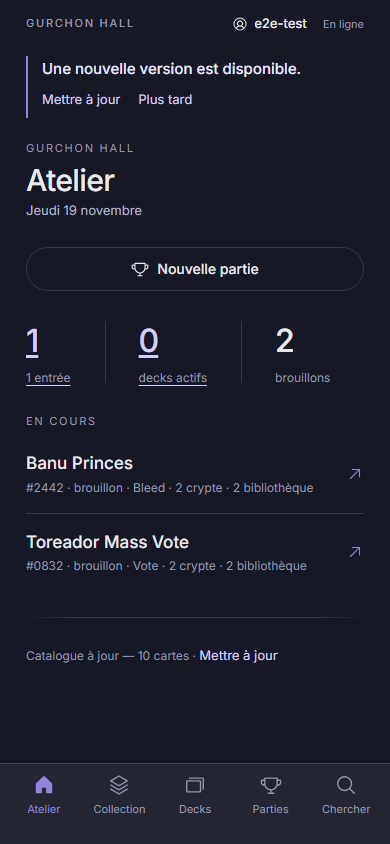 GURCHON HALL
e2e-test
En ligne
Une nouvelle version est disponible.
Mettre à jour Plus tard
GURCHON HALL
Atelier
Jeudi 19 novembre
Nouvelle partie
1 0 2
1 entrée decks actifs brouillons
EN COURS
Banu Princes
#2442 · brouillon · Bleed · 2 crypte · 2 bibliothèque
Toreador Mass Vote
#0832 · brouillon · Vote · 2 crypte · 2 bibliothèque
Catalogue à jour — 10 cartes · Mettre à jour
Atelier Collection Decks Parties Chercher